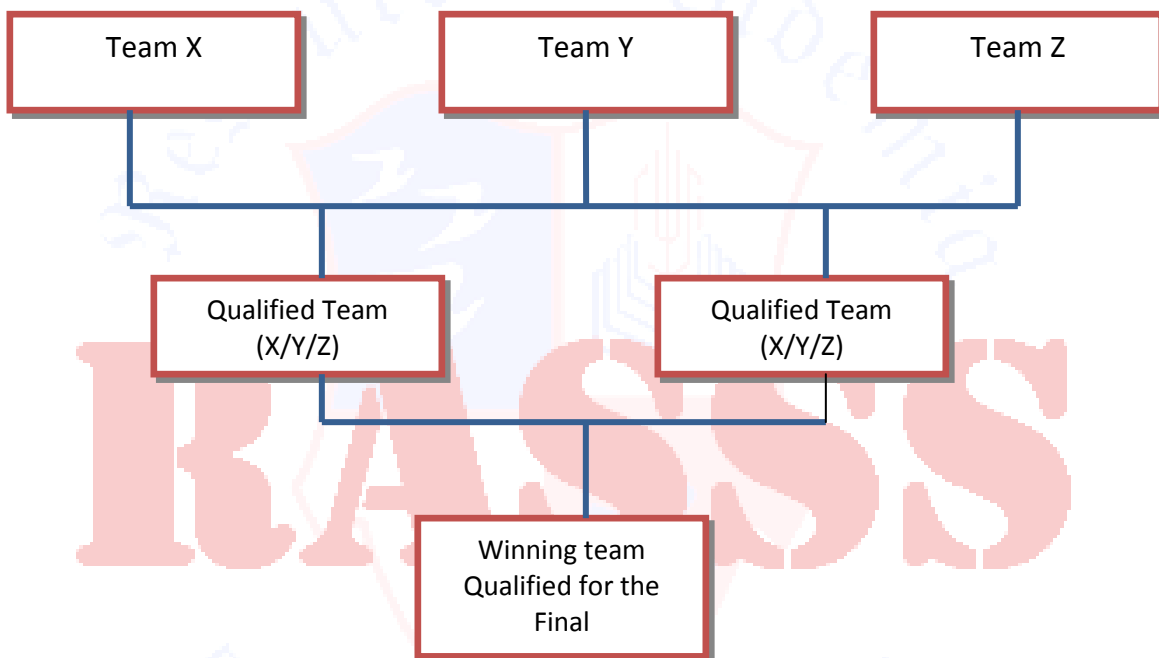 Team X
Team Y
Team Z
Qualified Team
(X/Y/Z)
Qualified Team
(X/Y/Z)
RASS
Winning team
Qualified for the
Final